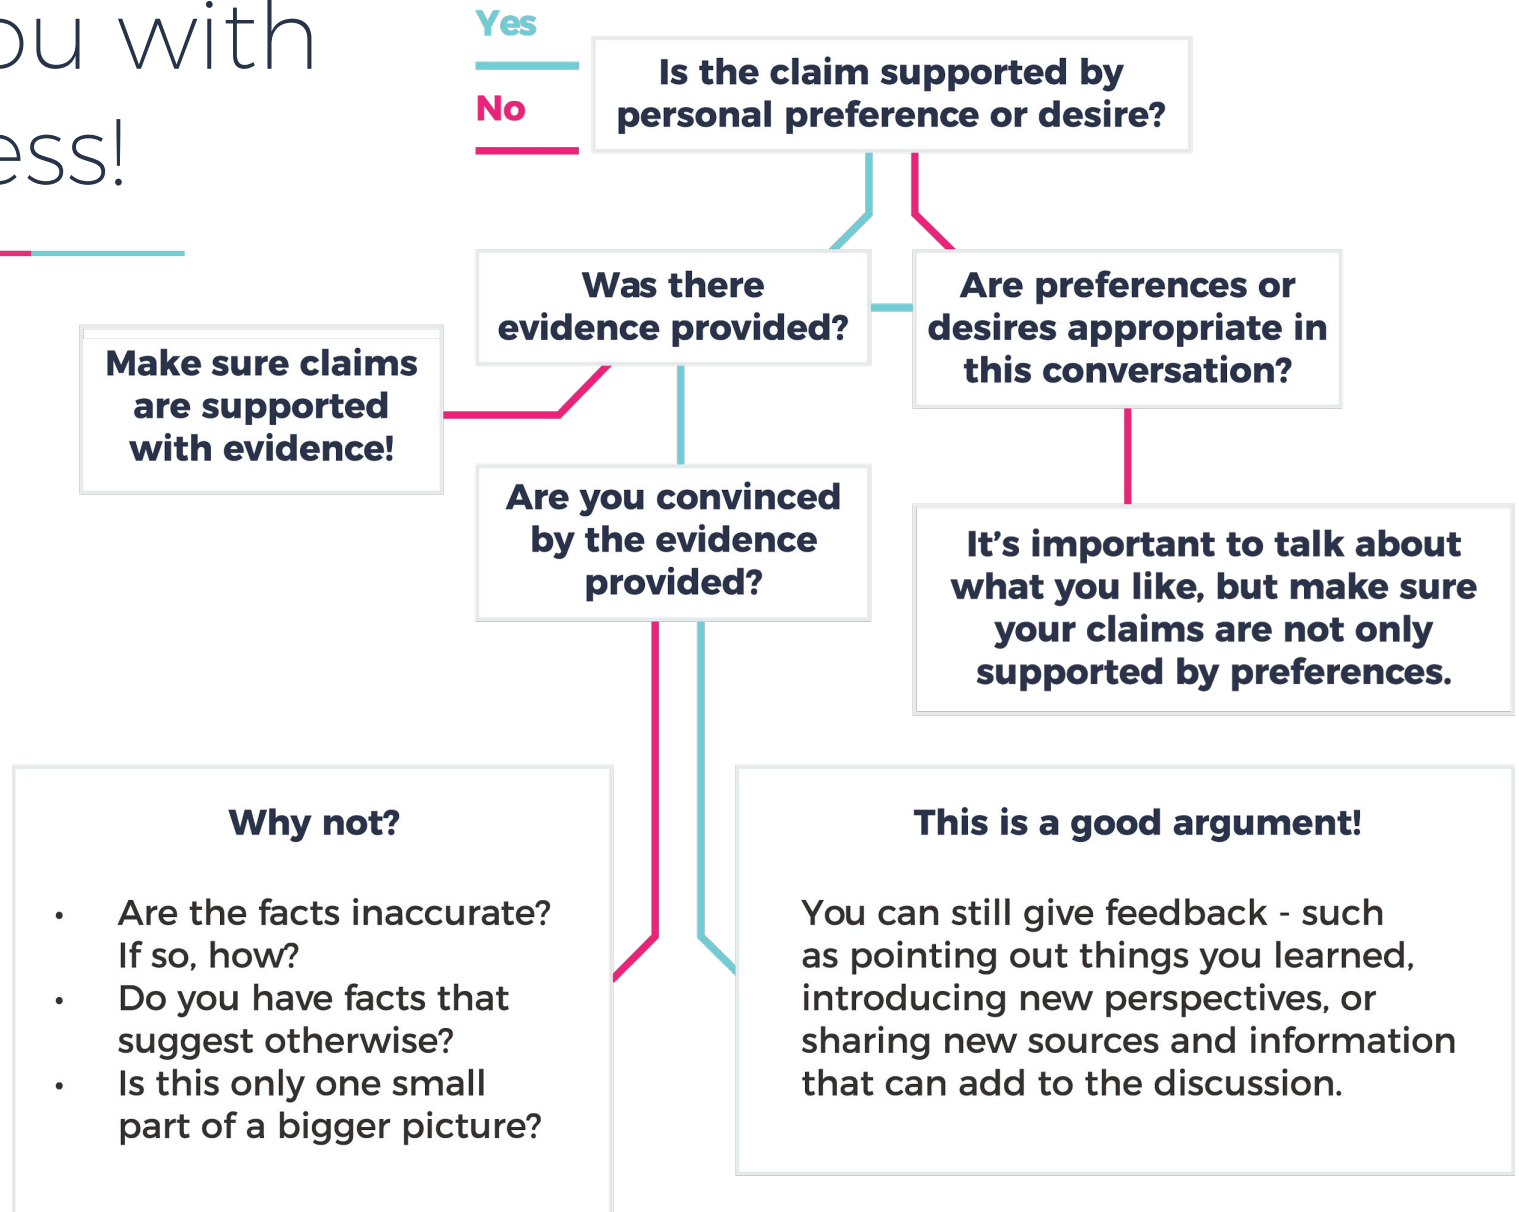 ou with
ess!
Yes
No
Is the claim supported by
personal preference or desire?
Was there
evidence provided?
Are preferences or
desires appropriate in
this conversation?
Make sure claims
are supported
with evidence!
Are you convinced
by the evidence
provided?
It’s important to talk about
what you like, but make sure
your claims are not only
supported by preferences.
Why not?
• Are the facts inaccurate?
If so, how?
• Do you have facts that
suggest otherwise?
• Is this only one small
part of a bigger picture?
This is a good argument!
You can still give feedback - such
as pointing out things you learned,
introducing new perspectives, or
sharing new sources and information
that can add to the discussion.